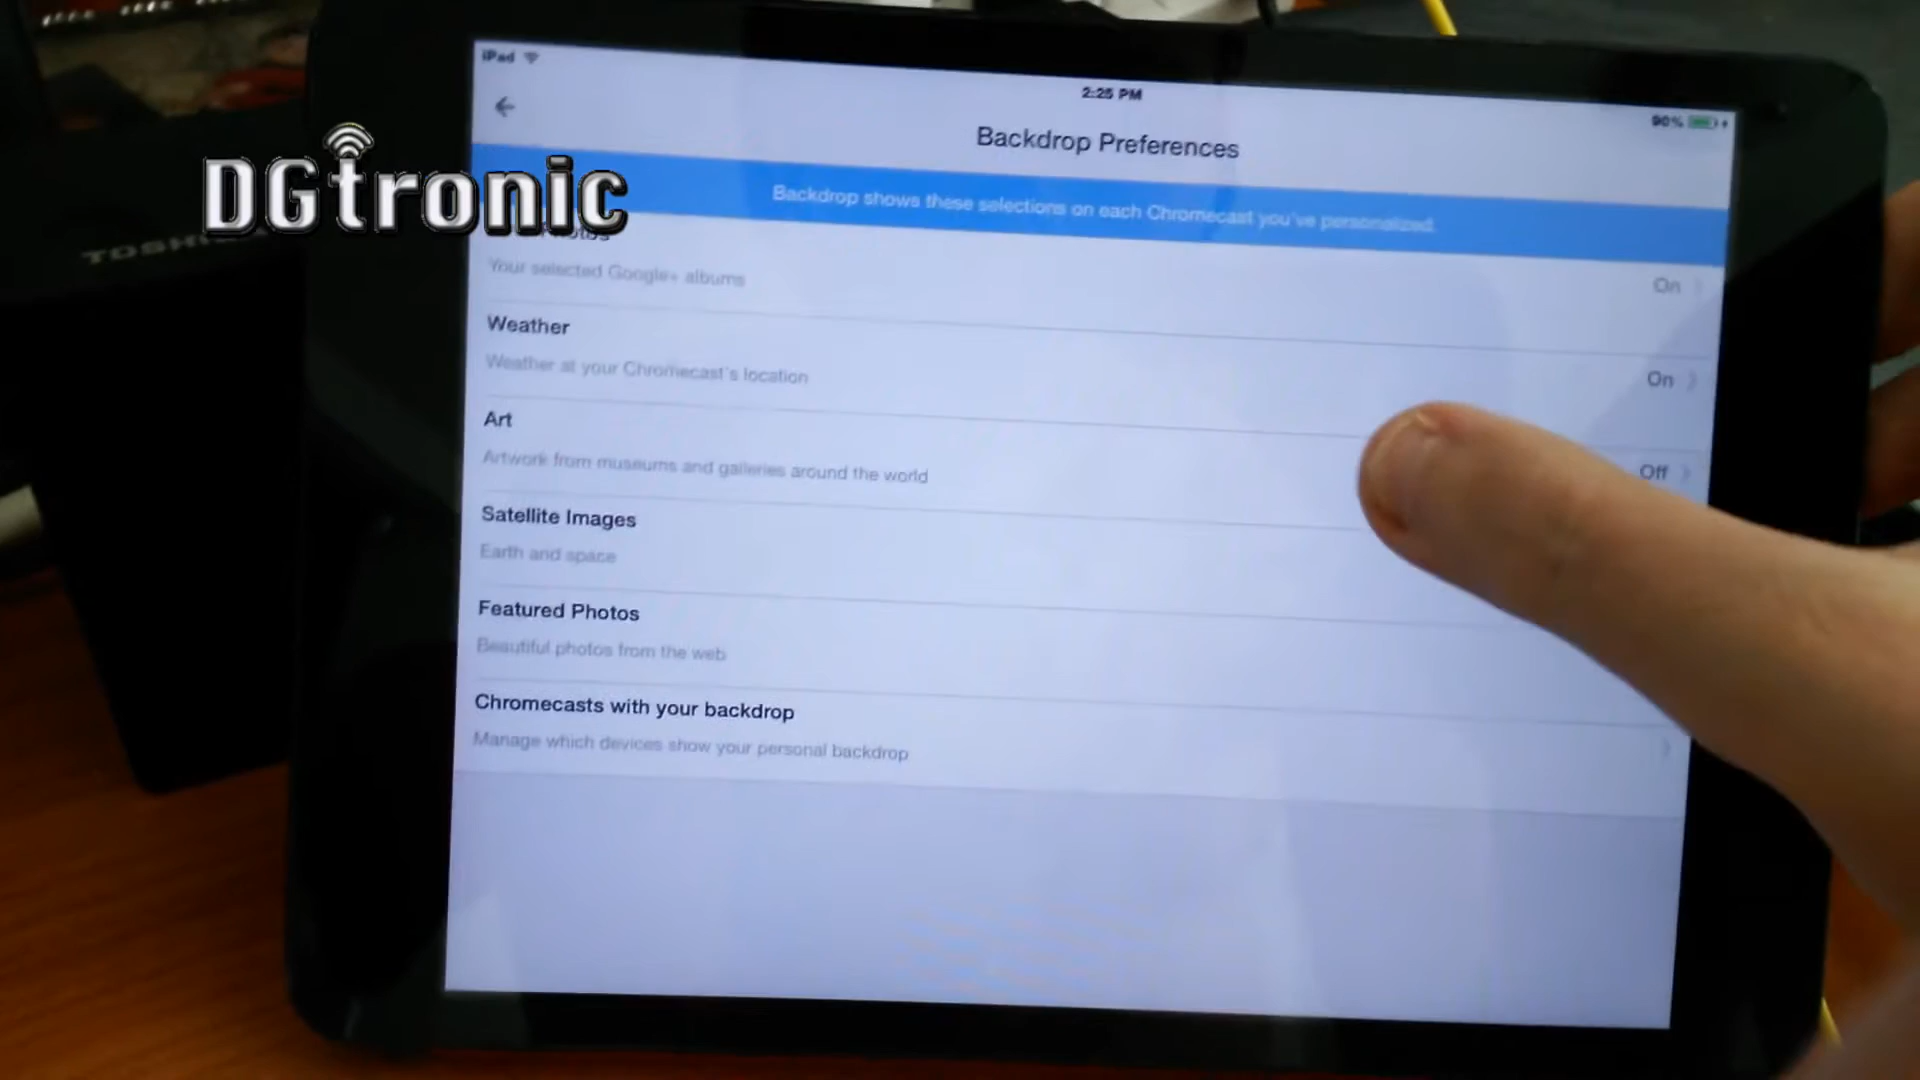 iPad
2:25 PM
90%
Backdrop Preferences
DGtronic
TOSHI
Backdrop shows these selections on each Chromecast you've personalized.
Photos
Your selected Google+ albums
On
Weather
Weather at your Chromecast's location
On
Art
Artwork from museums and galleries around the world
Off
Satellite Images
Earth and space
Featured Photos
Beautiful photos from the web
Chromecasts with your backdrop
Manage which devices show your personal backdrop